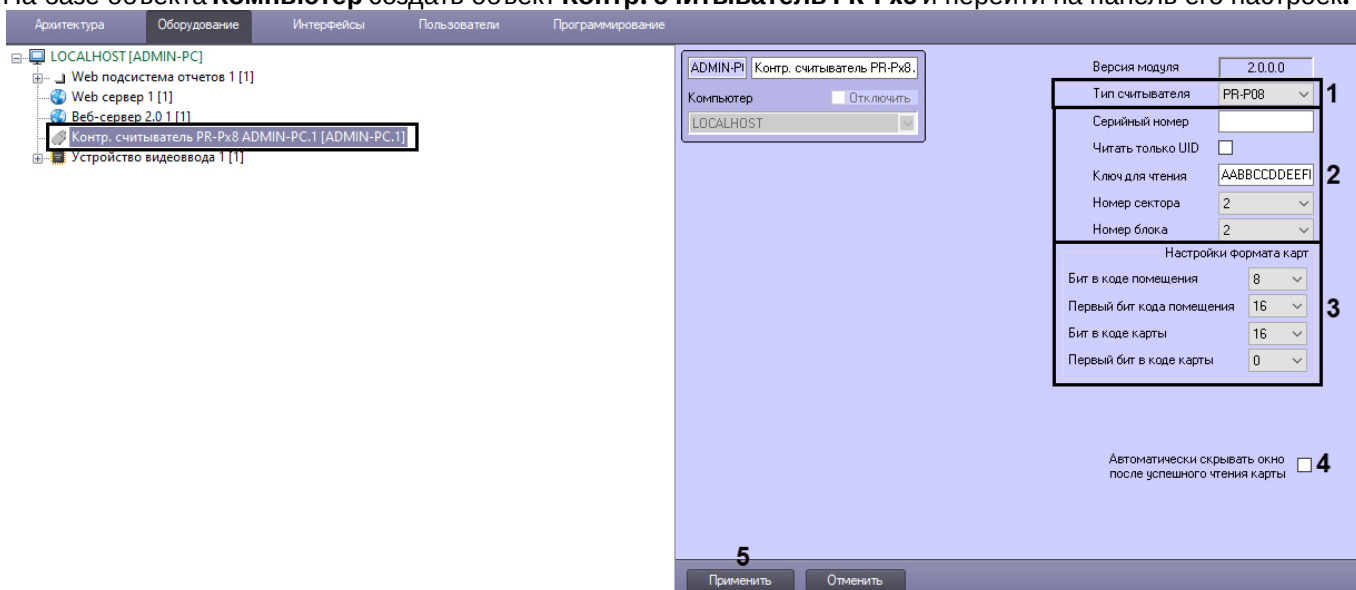 На базе объекта Компьютер создать объект Контр. считыватель PR-Px8 и перейти на панель его настроек.
Архитектура Оборудование Интерфейсы Пользователи Программирование
LOCALHOST [ADMIN-PC]
Web подсистема отчетов 1 [1]
Web сервер 1 [1]
Веб-сервер 2.0 1 [1]
Контр. считыватель PR-Px8 ADMIN-PC.1 [ADMIN-PC.1]
Устройство видеоввода 1 [1]
ADMIN-PI Контр. считыватель PR-Px8.
Компьютер Отключить
LOCALHOST
Версия модуля 2.0.0.0
Тип считывателя PR-P08 1
Серийный номер
Читать только UID
Ключ для чтения AABBCCDDEEFI 2
Номер сектора 2
Номер блока 2
Настройки формата карт
Бит в коде помещения 8
Первый бит кода помещения 16 3
Бит в коде карты 16
Первый бит в коде карты 0
Автоматически скрывать окно
после успешного чтения карты 4
5
Применить Отменить